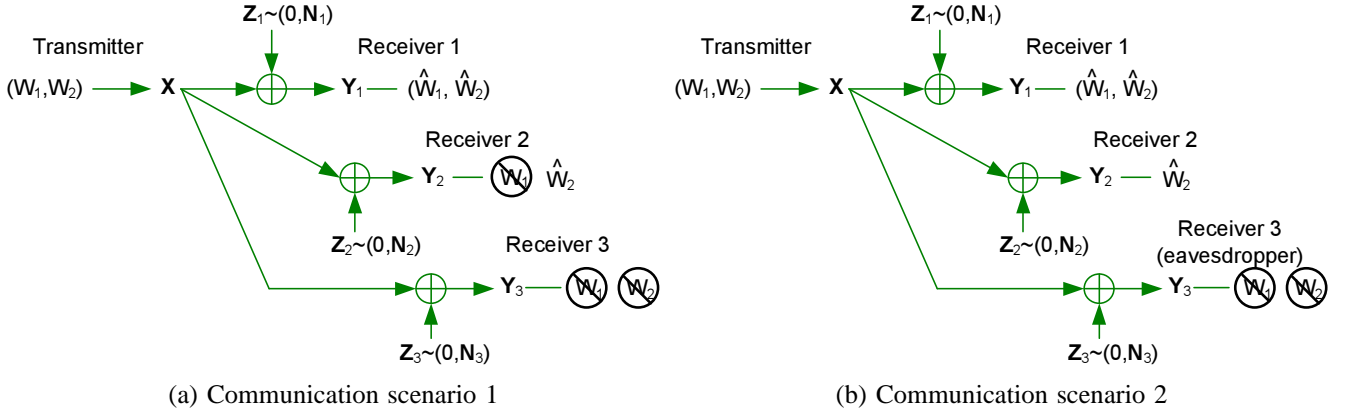 Z₁~(0,N₁)
Transmitter
Receiver 1
(W₁,W₂)
X
Y₁
(Ŵ₁, Ŵ₂)
Receiver 2
Y₂
W₁
Ŵ₂
Z₂~(0,N₂)
Receiver 3
Y₃
W₁
W₂
Z₃~(0,N₃)
(a) Communication scenario 1
Z₁~(0,N₁)
Transmitter
Receiver 1
(W₁,W₂)
X
Y₁
(Ŵ₁, Ŵ₂)
Receiver 2
Y₂
Ŵ₂
Z₂~(0,N₂)
Receiver 3
(eavesdropper)
Y₃
W₁
W₂
Z₃~(0,N₃)
(b) Communication scenario 2